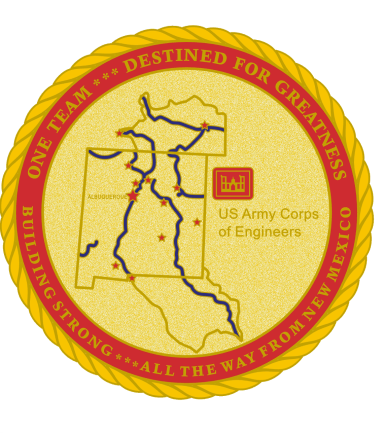 ONE TEAM *** DESTINED FOR GREATNESS
ALBUQUERQUE
US Army Corps
of Engineers
BUILDING STRONG***ALL THE WAY FROM NEW MEXICO